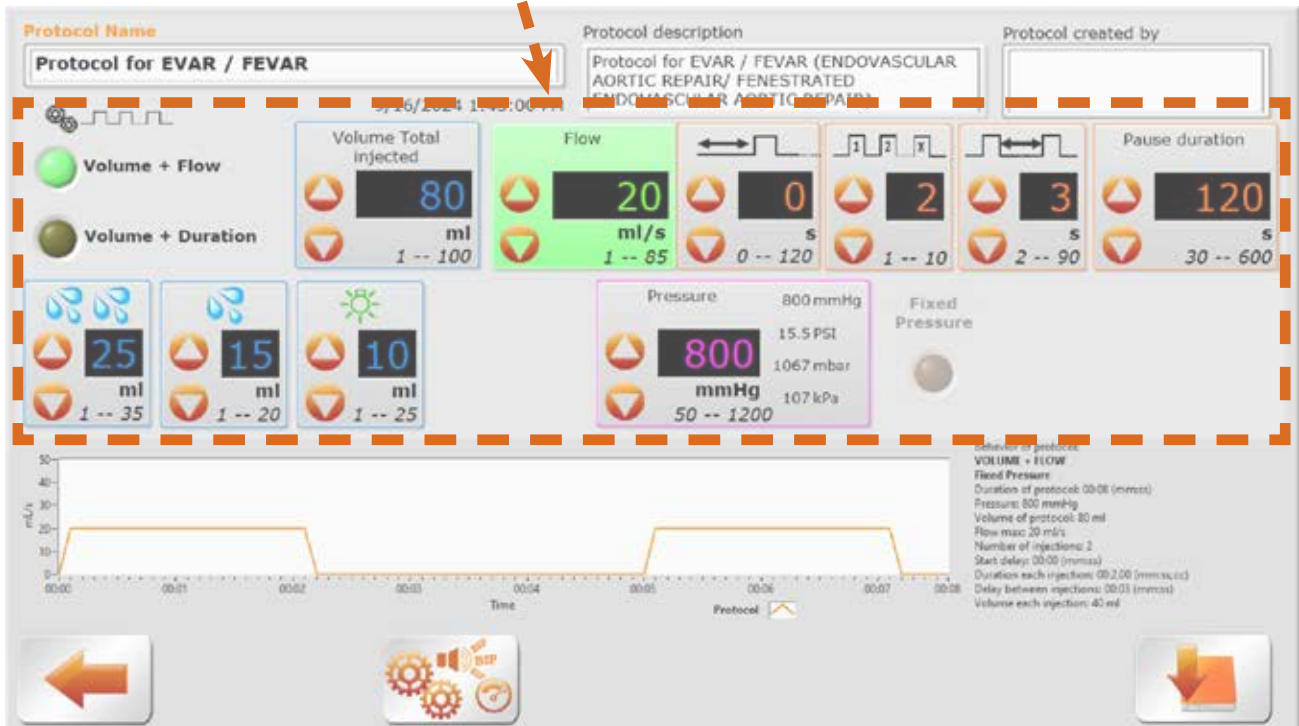 Protocol Name
Protocol for EVAR / FEVAR
Protocol description
Protocol for EVAR / FEVAR (ENDOVASCULAR
AORTIC REPAIR/ FENESTRATED
ENDOVASCULAR AORTIC REPAIR)
Protocol created by
Volume + Flow
Volume + Duration
Volume Total
injected
80
ml
1 -- 100
Flow
20
ml/s
1 -- 85
0
s
0 -- 120
1 2 X
2
1 -- 10
3
s
2 -- 90
Pause duration
120
s
30 -- 600
25
ml
1 -- 35
15
ml
1 -- 20
10
ml
1 -- 25
Pressure
800
mmHg
50 -- 1200
800 mmHg
15.5 PSI
1067 mbar
107 kPa
Fixed
Pressure
mL/s
50
40
30
20
10
0
00:00 00:01 00:02 00:03 00:04 00:05 00:06 00:07 00:08
Time
Protocol
Behavior of protocol:
VOLUME + FLOW
Fixed Pressure
Duration of protocol: 00:08 (mm:ss)
Pressure: 800 mmHg
Volume of protocol: 80 ml
Flow max: 20 ml/s
Number of injections: 2
Start delay: 00:00 (mm:ss)
Duration each injection: 00:2,00 (mm:ss,cc)
Delay between injections: 00:03 (mm:ss)
Volume each injection: 40 ml
BIP